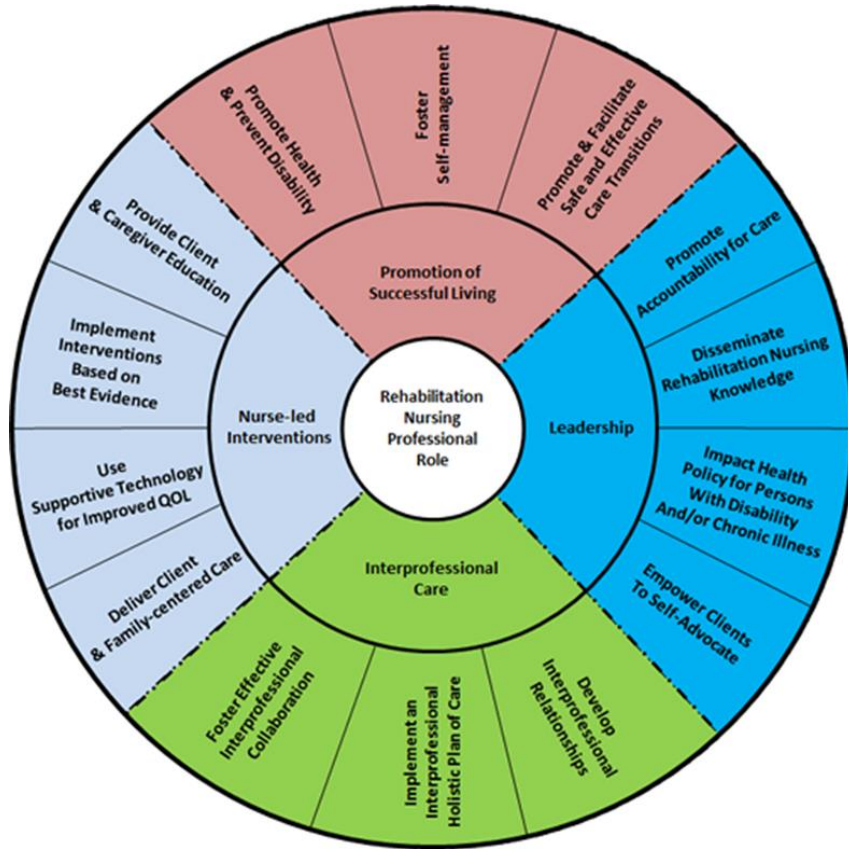 Promote Health
& Prevent Disability
Foster
Self-management
Promote & Facilitate
Safe and Effective
Care Transitions
Promotion of
Successful Living
Provide Client
& Caregiver Education
Implement
Interventions
Based on
Best Evidence
Use
Supportive Technology
for Improved QOL
Deliver Client
& Family-centered Care
Nurse-led
Interventions
Rehabilitation
Nursing
Professional
Role
Leadership
Promote
Accountability for Care
Disseminate
Rehabilitation Nursing
Knowledge
Impact Health
Policy for Persons
With Disability
And/or Chronic Illness
Empower Clients
To Self-Advocate
Interprofessional
Care
Foster Effective
Interprofessional
Collaboration
Implement an
Interprofessional
Holistic Plan of Care
Develop
Interprofessional
Relationships